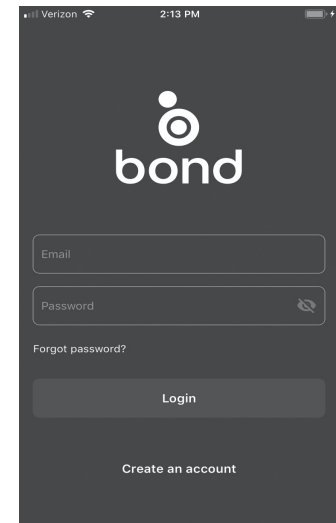 Verizon 2:13 PM
bond
Email
Password
Forgot password?
Login
Create an account